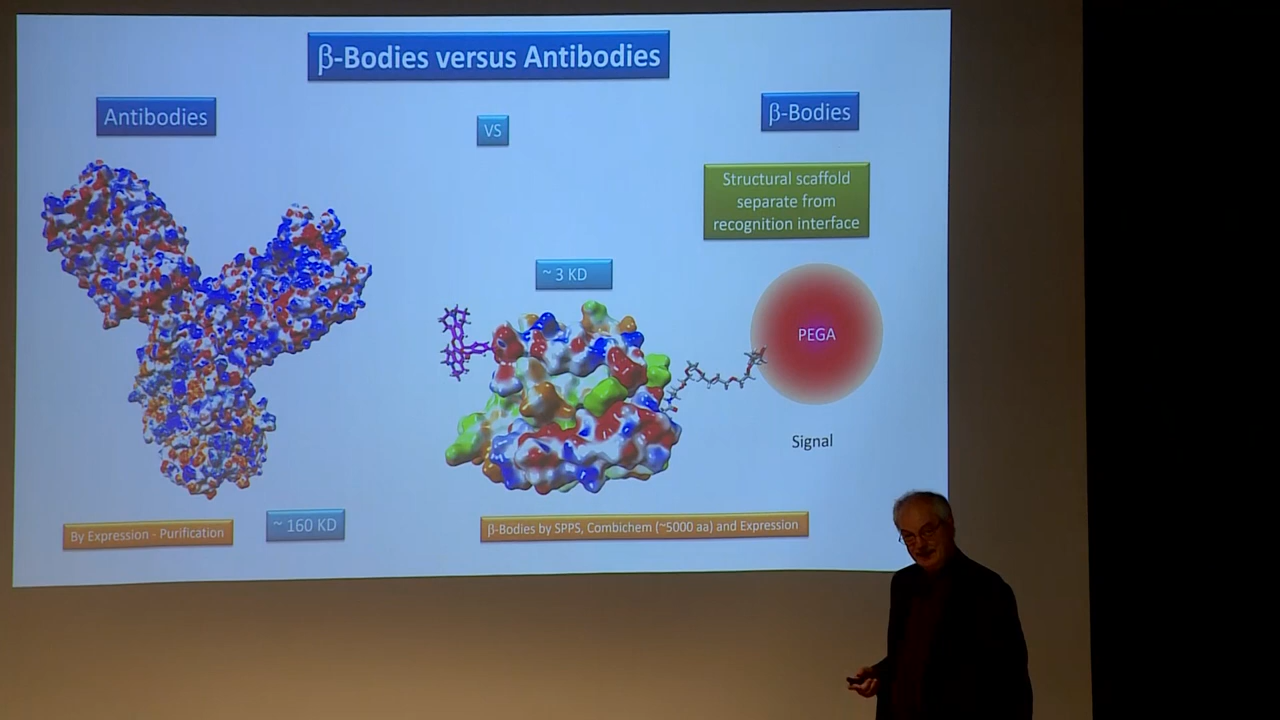 β-Bodies versus Antibodies
Antibodies
VS
β-Bodies
Structural scaffold
separate from
recognition interface
~ 3 KD
PEGA
Signal
By Expression - Purification
~ 160 KD
β-Bodies by SPPS, Combichem (~5000 aa) and Expression